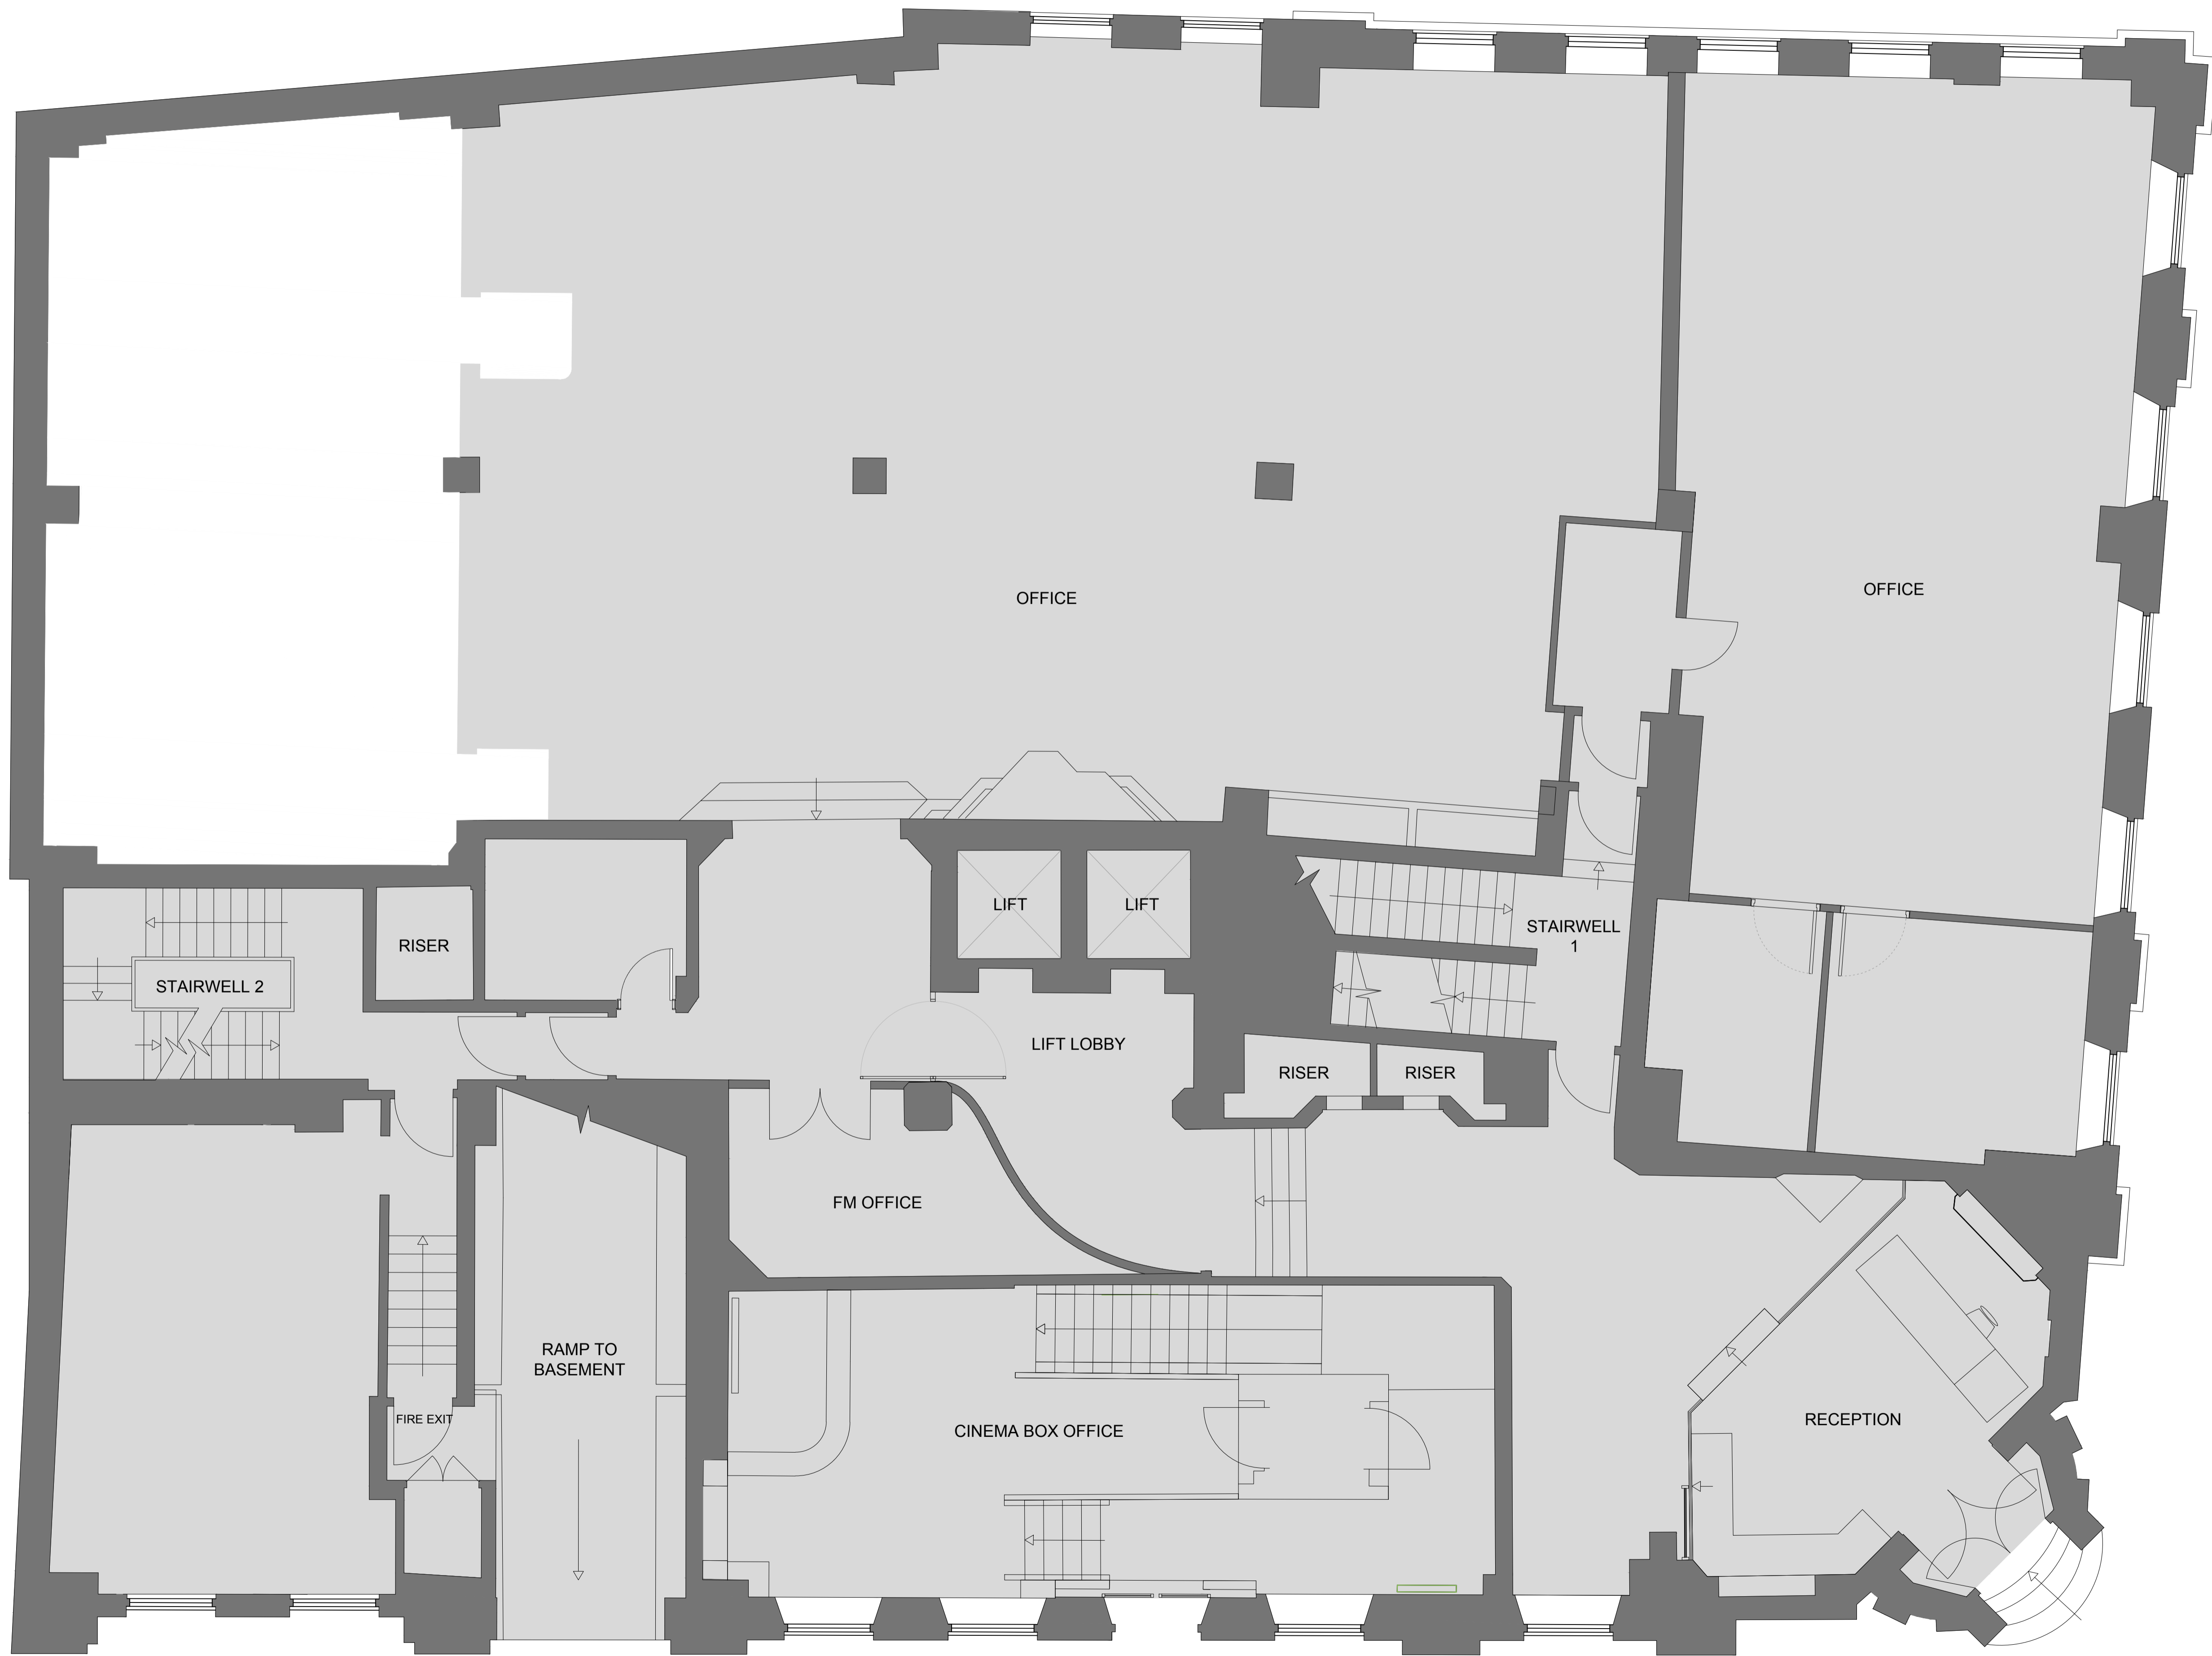 OFFICE
OFFICE
LIFT
LIFT
STAIRWELL
1
RISER
STAIRWELL 2
LIFT LOBBY
RISER
RISER
FM OFFICE
RAMP TO
BASEMENT
FIRE EXIT
CINEMA BOX OFFICE
RECEPTION